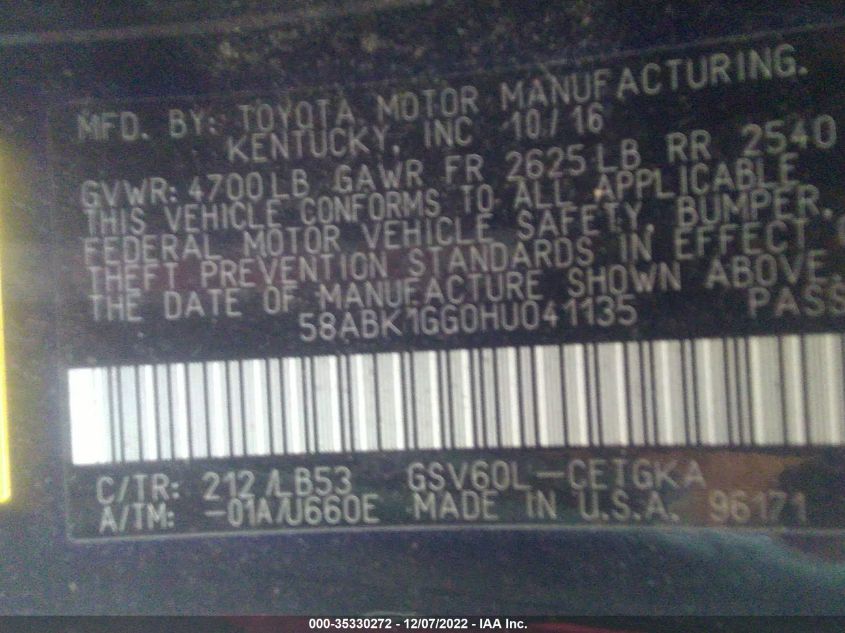 MFD. BY: TOYOTA MOTOR MANUFACTURING.
KENTUCKY, INC 10/16
GVWR: 4700LB GAWR FR 2625LB RR 2540
THIS VEHICLE CONFORMS TO ALL APPLICABLE
FEDERAL MOTOR VEHICLE SAFETY, BUMPER,
THEFT PREVENTION STANDARDS IN EFFECT
THE DATE OF MANUFACTURE SHOWN ABOVE.
58ABK1GG0HU041135 PASS
C/TR: 212/LB53 GSV60L-CETGKA
A/TM: -01A/U660E MADE IN U.S.A. 96171
000-35330272 - 12/07/2022 - IAA Inc.